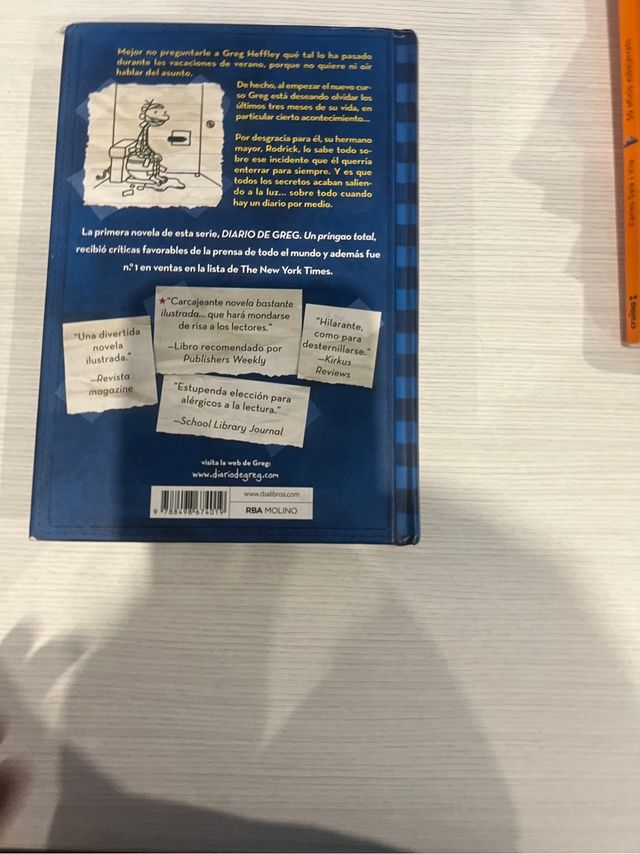 Mejor no preguntarle a Greg Heffley qué tal lo ha pasado
durante las vacaciones de verano, porque no quiere ni oír
hablar del asunto.
De hecho, al empezar el nuevo cur-
so Greg está deseando olvidar los
últimos tres meses de su vida, en
particular cierto acontecimiento...
Por desgracia para él, su hermano
mayor, Rodrick, lo sabe todo so-
bre ese incidente que él querría
enterrar para siempre. Y es que
todos los secretos acaban salien-
do a la luz... sobre todo cuando
hay un diario por medio.
La primera novela de esta serie, DIARIO DE GREG. Un pringao total,
recibió críticas favorables de la prensa de todo el mundo y además fue
n.º 1 en ventas en la lista de The New York Times.
"Carcajeante novela bastante
ilustrada... que hará mondarse
de risa a los lectores."
—Libro recomendado por
Publishers Weekly
"Hilarante,
como para
desternillarse."
—Kirkus
Reviews
"Una divertida
novela
ilustrada."
—Revista
magazine
"Estupenda elección para
alérgicos a la lectura."
—School Library Journal
visita la web de Greg:
www.diariodegreg.com
www.rbalibros.com
RBA MOLINO
9 788498 674019